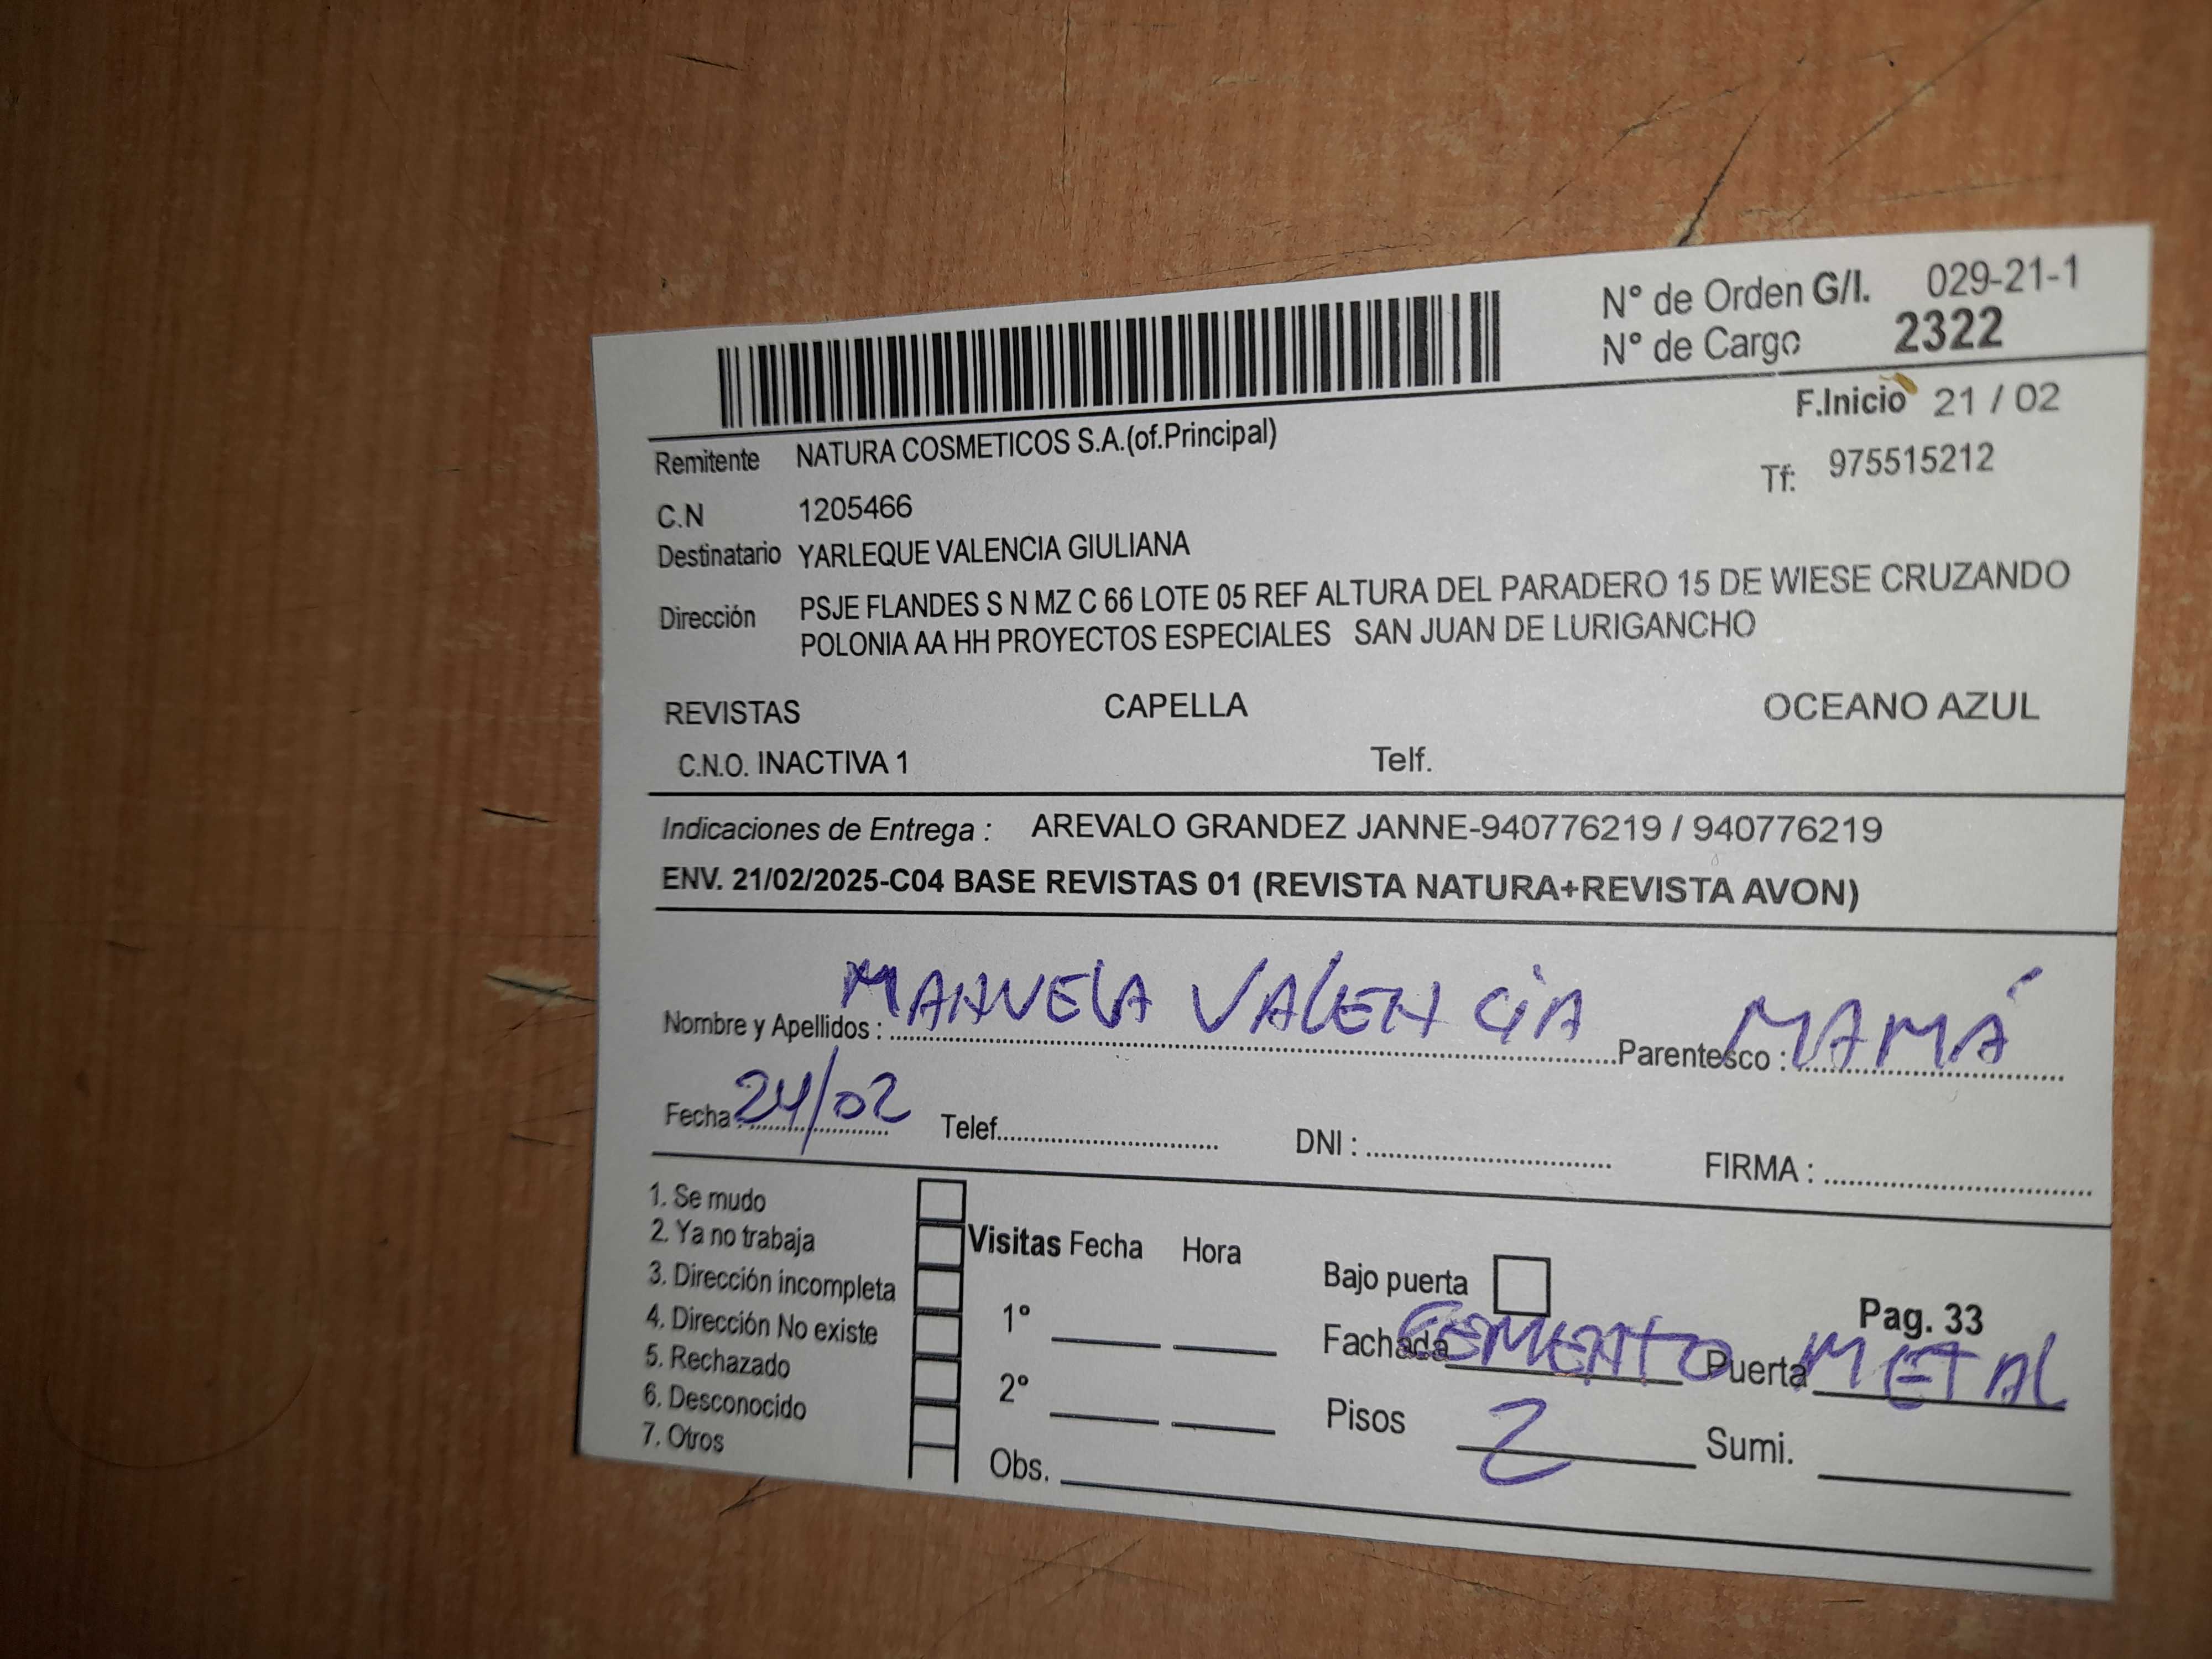 N° de Orden G/I. 029-21-1
N° de Cargo 2322
F.Inicio 21 / 02
Remitente NATURA COSMETICOS S.A.(of.Principal)
Tf: 975515212
C.N 1205466
Destinatario YARLEQUE VALENCIA GIULIANA
Dirección PSJE FLANDES S N MZ C 66 LOTE 05 REF ALTURA DEL PARADERO 15 DE WIESE CRUZANDO
POLONIA AA HH PROYECTOS ESPECIALES SAN JUAN DE LURIGANCHO
REVISTAS CAPELLA OCEANO AZUL
C.N.O. INACTIVA 1 Telf.
Indicaciones de Entrega : AREVALO GRANDEZ JANNE-940776219 / 940776219
ENV. 21/02/2025-C04 BASE REVISTAS 01 (REVISTA NATURA+REVISTA AVON)
Nombre y Apellidos : MANUELA VALENCIA Parentesco : MAMÁ
Fecha : 24/02 Telef. DNI : FIRMA :
1. Se mudo
2. Ya no trabaja
3. Dirección incompleta
4. Dirección No existe
5. Rechazado
6. Desconocido
7. Otros
Visitas Fecha Hora
1°
2°
Obs.
Bajo puerta
Pag. 33
Fachada CEMENTO Puerta METAL
Pisos 2 Sumi.